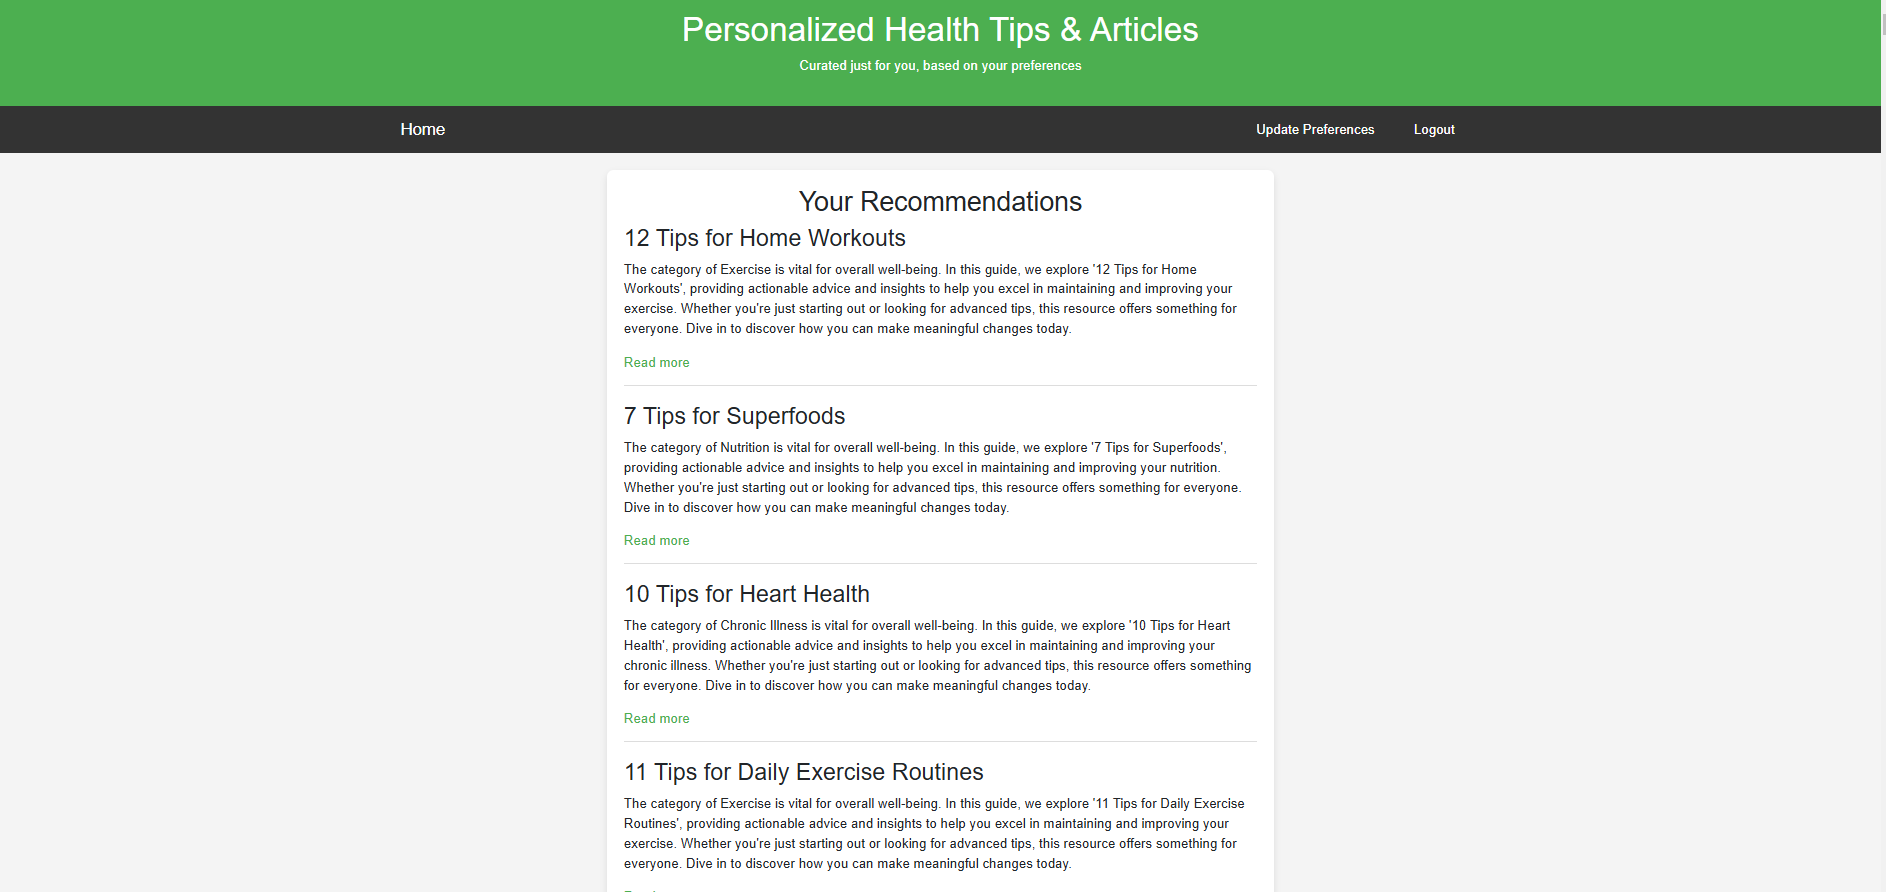 Personalized Health Tips & Articles
Curated just for you, based on your preferences
Home
Update Preferences
Logout
Your Recommendations
12 Tips for Home Workouts
The category of Exercise is vital for overall well-being. In this guide, we explore '12 Tips for Home
Workouts', providing actionable advice and insights to help you excel in maintaining and improving your
exercise. Whether you're just starting out or looking for advanced tips, this resource offers something for
everyone. Dive in to discover how you can make meaningful changes today.
Read more
7 Tips for Superfoods
The category of Nutrition is vital for overall well-being. In this guide, we explore '7 Tips for Superfoods',
providing actionable advice and insights to help you excel in maintaining and improving your nutrition.
Whether you're just starting out or looking for advanced tips, this resource offers something for everyone.
Dive in to discover how you can make meaningful changes today.
Read more
10 Tips for Heart Health
The category of Chronic Illness is vital for overall well-being. In this guide, we explore '10 Tips for Heart
Health', providing actionable advice and insights to help you excel in maintaining and improving your
chronic illness. Whether you're just starting out or looking for advanced tips, this resource offers something
for everyone. Dive in to discover how you can make meaningful changes today.
Read more
11 Tips for Daily Exercise Routines
The category of Exercise is vital for overall well-being. In this guide, we explore '11 Tips for Daily Exercise
Routines', providing actionable advice and insights to help you excel in maintaining and improving your
exercise. Whether you're just starting out or looking for advanced tips, this resource offers something for
everyone. Dive in to discover how you can make meaningful changes today.